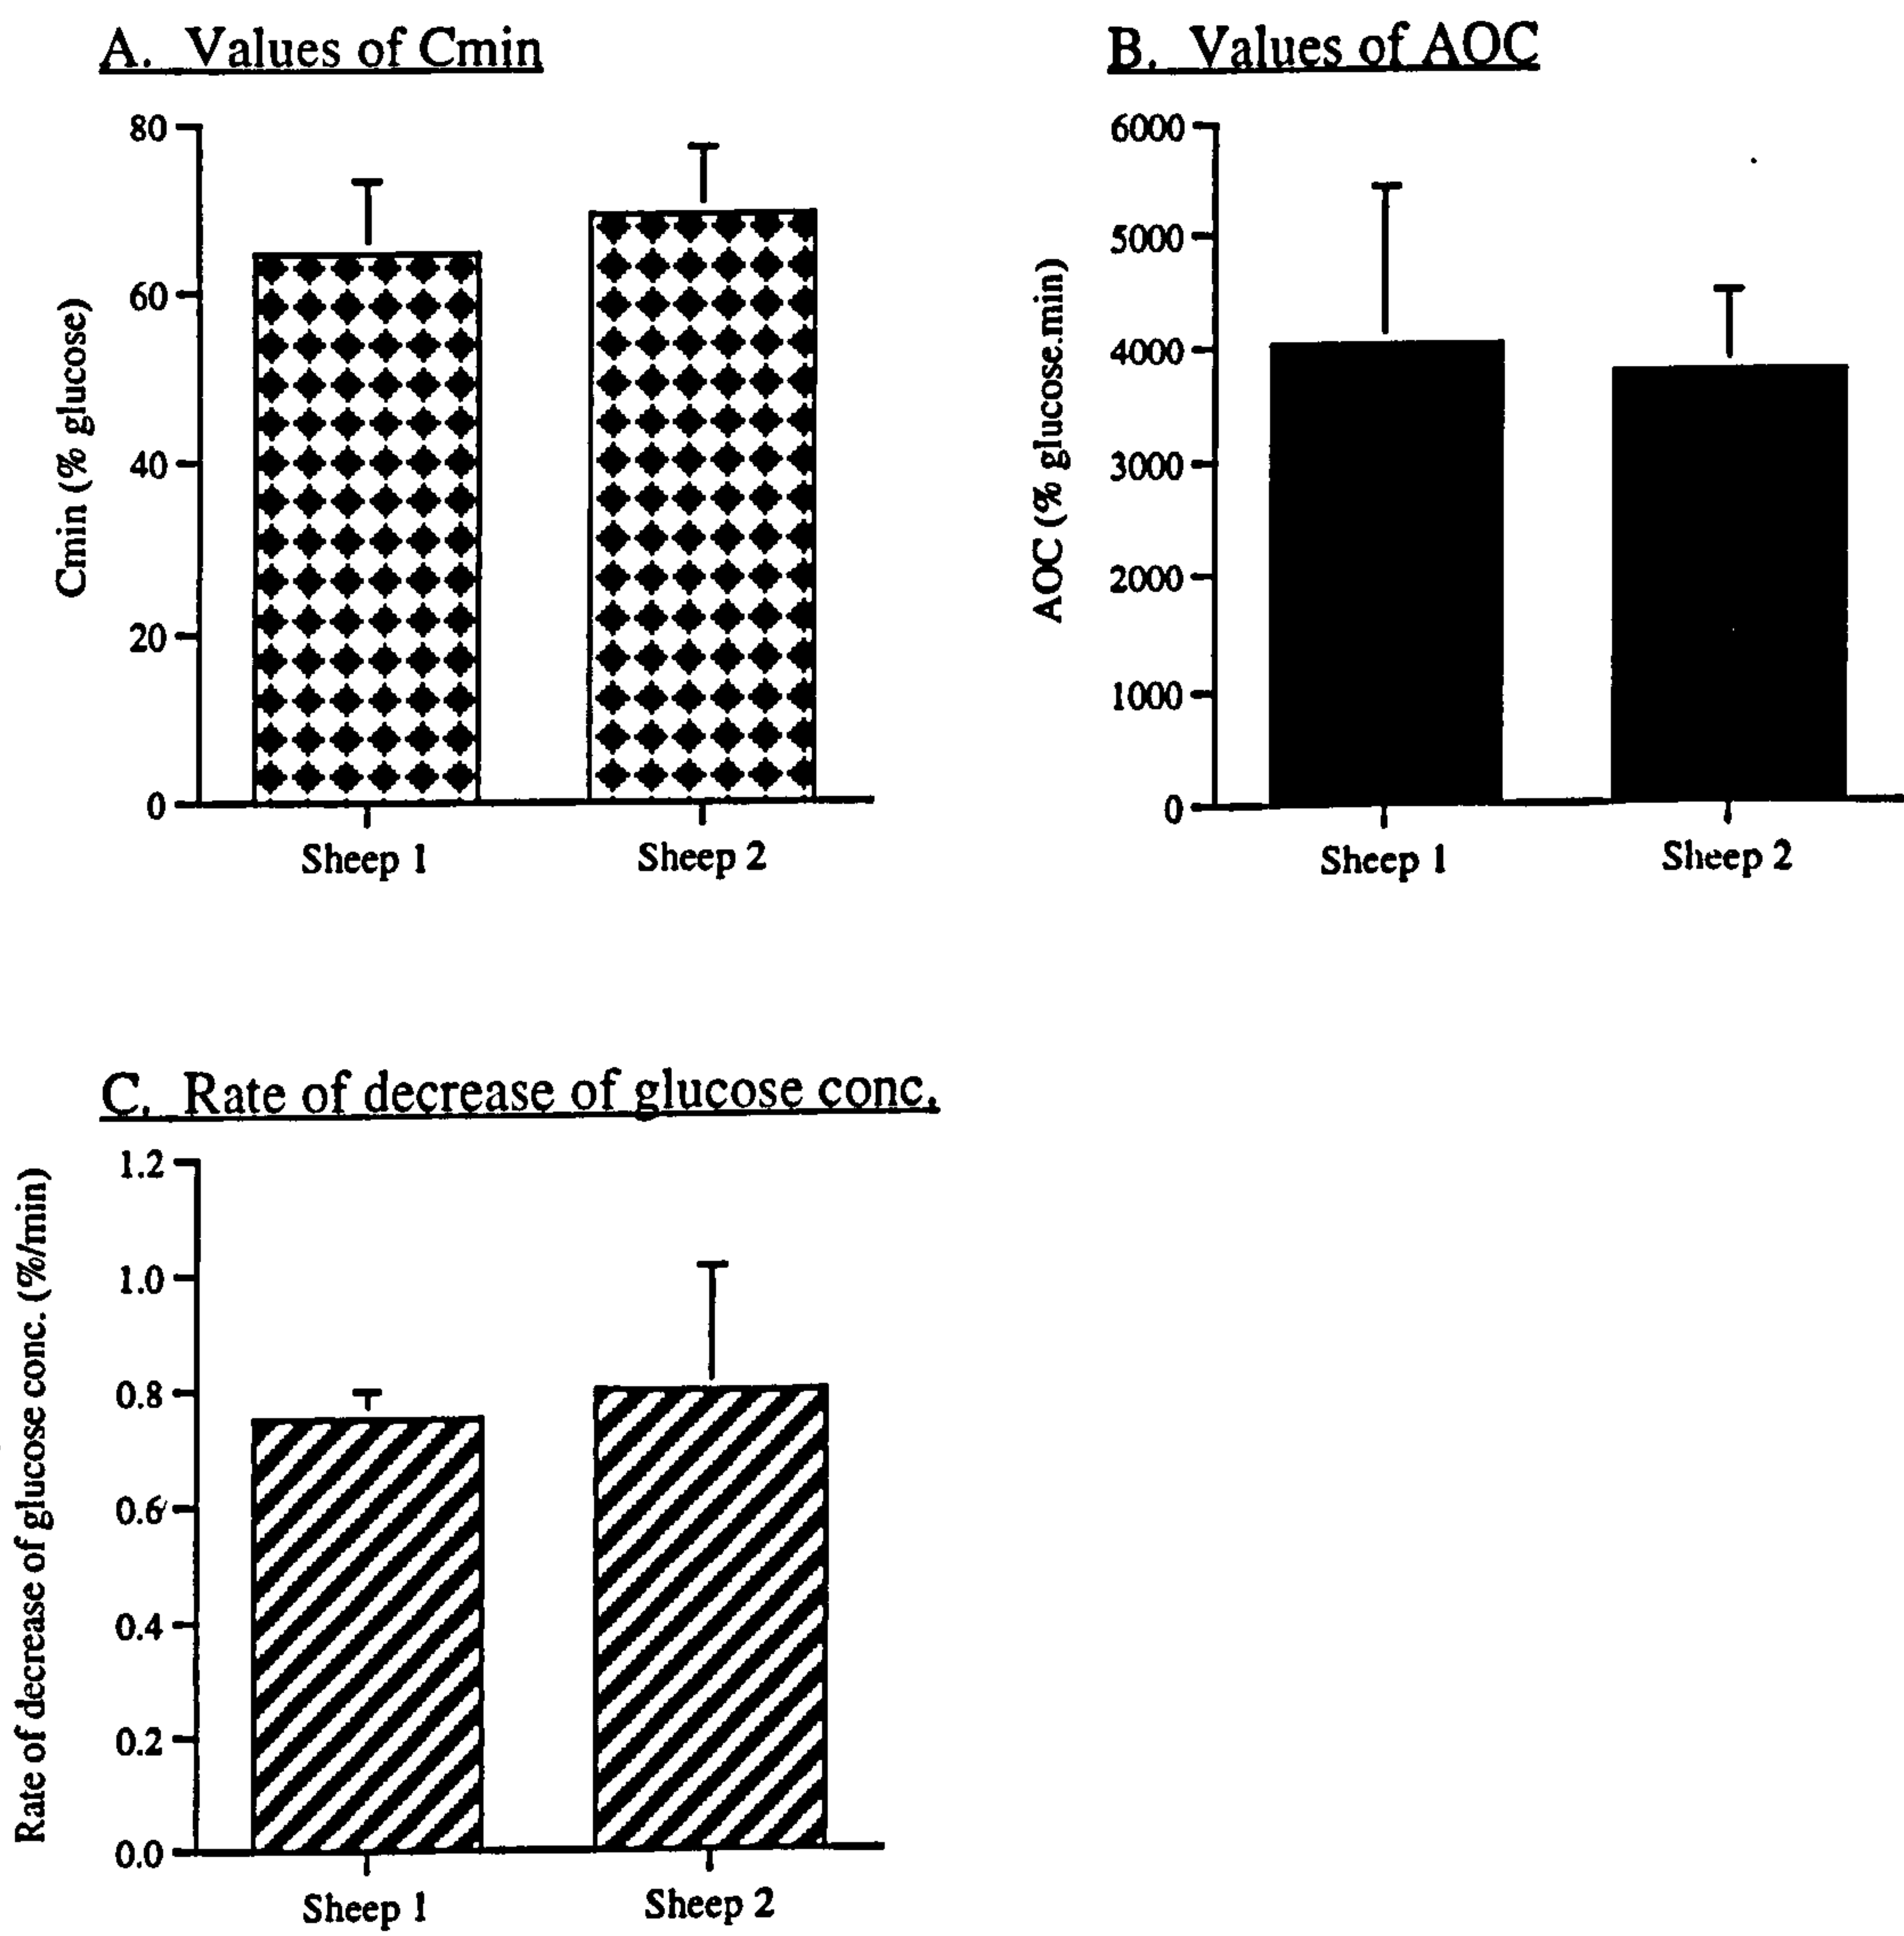 A. Values of Cmin
80
60
40
20
0
Cmin (% glucose)
Sheep 1
Sheep 2
B. Values of AOC
6000
5000
4000
3000
2000
1000
0
AOC (% glucose.min)
Sheep 1
Sheep 2
C. Rate of decrease of glucose conc.
1.2
1.0
0.8
0.6
0.4
0.2
0.0
Rate of decrease of glucose conc. (%/min)
Sheep 1
Sheep 2